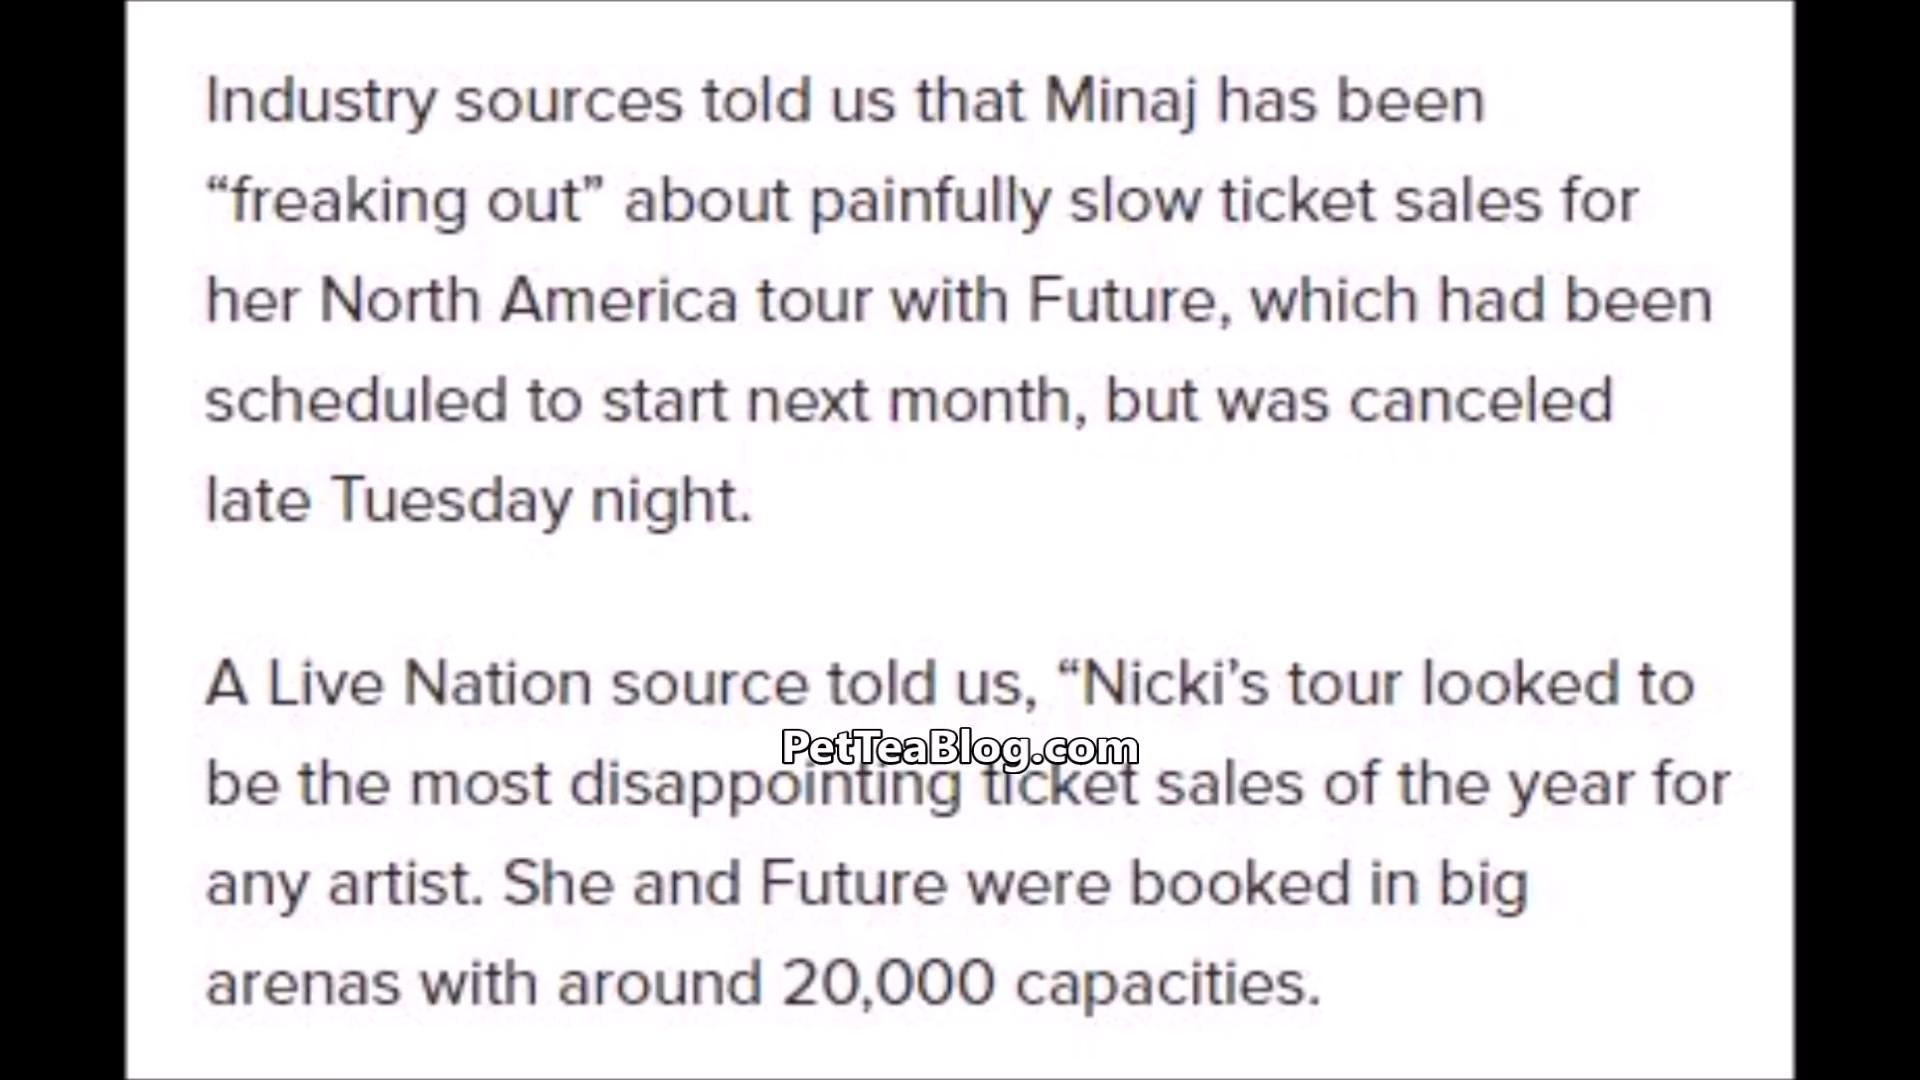 Industry sources told us that Minaj has been
“freaking out” about painfully slow ticket sales for
her North America tour with Future, which had been
scheduled to start next month, but was canceled
late Tuesday night.
A Live Nation source told us, “Nicki’s tour looked to
PetTeaBlog.com
be the most disappointing ticket sales of the year for
any artist. She and Future were booked in big
arenas with around 20,000 capacities.